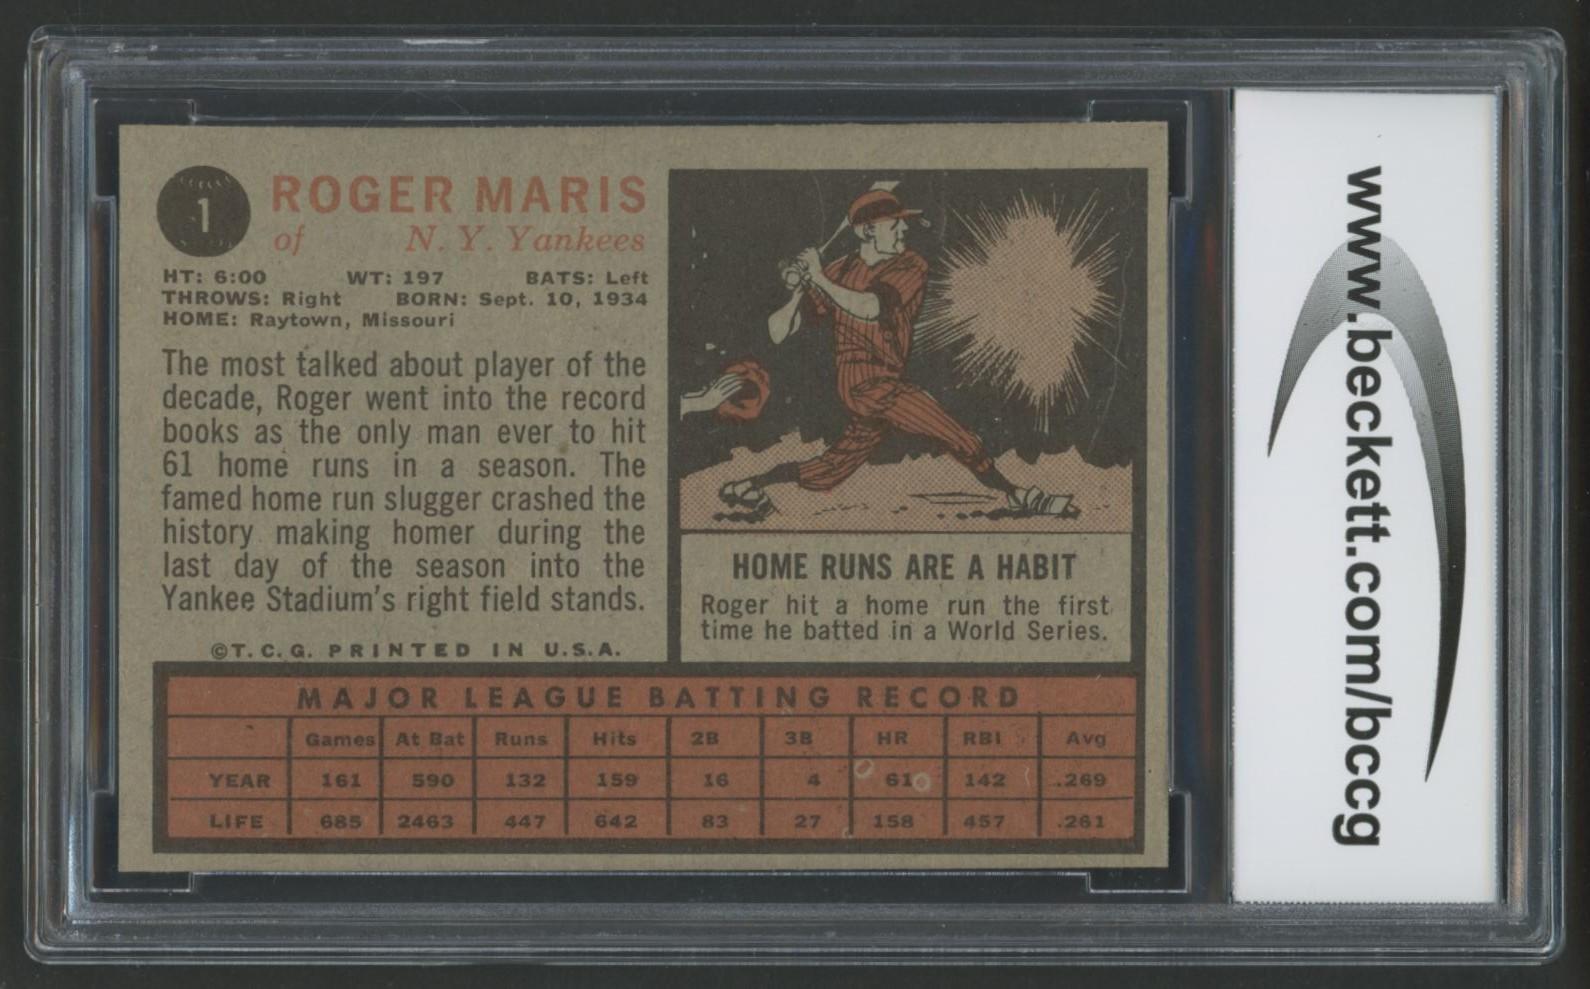 1
ROGER MARIS
of N. Y. Yankees
HT: 6:00 WT: 197 BATS: Left
THROWS: Right BORN: Sept. 10, 1934
HOME: Raytown, Missouri
The most talked about player of the
decade, Roger went into the record
books as the only man ever to hit
61 home runs in a season. The
famed home run slugger crashed the
history making homer during the
last day of the season into the
Yankee Stadium's right field stands.
©T.C.G. PRINTED IN U.S.A.
HOME RUNS ARE A HABIT
Roger hit a home run the first
time he batted in a World Series.
MAJOR LEAGUE BATTING RECORD
Games At Bat Runs Hits 2B 3B HR RBI Avg
YEAR 161 590 132 159 16 4 61 142 .269
LIFE 685 2463 447 642 83 27 158 457 .261
www.beckett.com/bccg